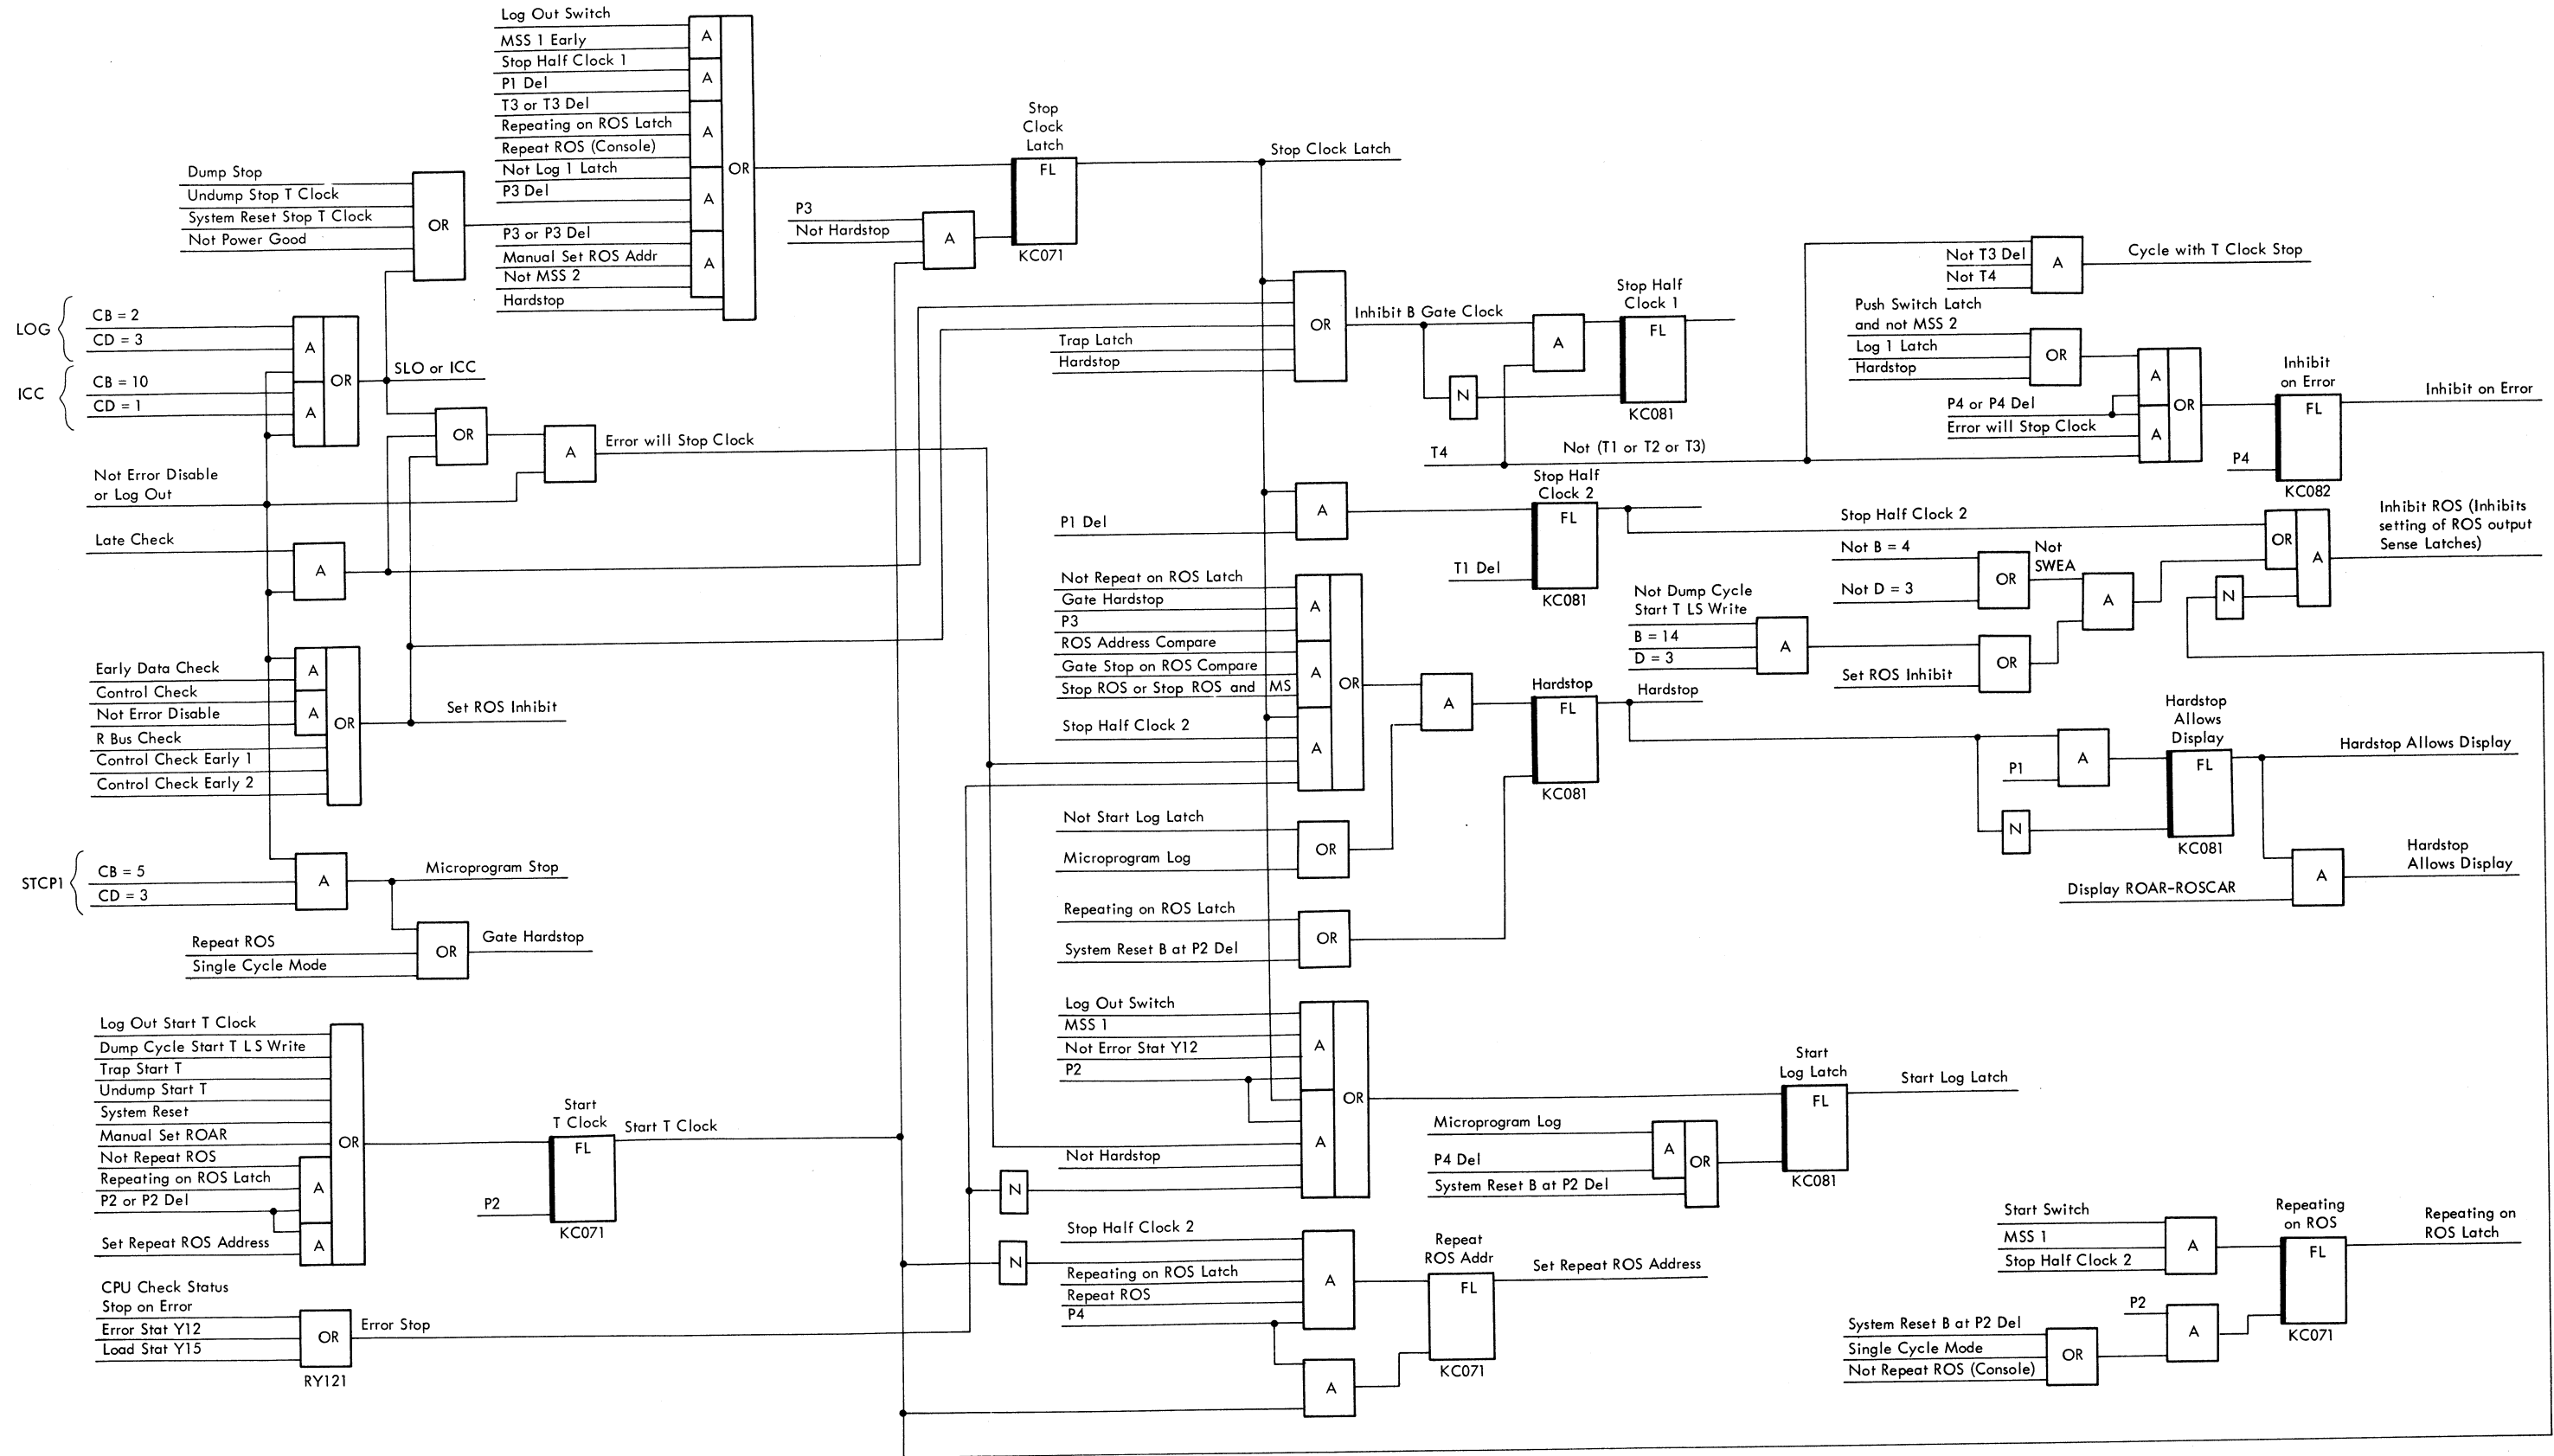 Log Out Switch
MSS 1 Early
Stop Half Clock 1
P1 Del
T3 or T3 Del
Repeating on ROS Latch
Repeat ROS (Console)
Not Log 1 Latch
P3 Del
P3 or P3 Del
Manual Set ROS Addr
Not MSS 2
Hardstop
A
A
A
A
A
OR
Dump Stop
Undump Stop T Clock
System Reset Stop T Clock
Not Power Good
OR
Stop
Clock
Latch
FL
KC071
P3
Not Hardstop
A
Stop Clock Latch
LOG
CB = 2
CD = 3
ICC
CB = 10
CD = 1
A
A
OR
SLO or ICC
OR
A
Error will Stop Clock
Not Error Disable
or Log Out
Late Check
A
Early Data Check
Control Check
Not Error Disable
R Bus Check
Control Check Early 1
Control Check Early 2
A
A
OR
Set ROS Inhibit
STCP1
CB = 5
CD = 3
A
Microprogram Stop
Repeat ROS
Single Cycle Mode
OR
Gate Hardstop
Log Out Start T Clock
Dump Cycle Start T LS Write
Trap Start T
Undump Start T
System Reset
Manual Set ROAR
Not Repeat ROS
Repeating on ROS Latch
P2 or P2 Del
Set Repeat ROS Address
A
A
OR
Start
T Clock
FL
KC071
P2
Start T Clock
CPU Check Status
Stop on Error
Error Stat Y12
Load Stat Y15
OR
RY121
Error Stop
Trap Latch
Hardstop
OR
Inhibit B Gate Clock
A
N
Stop Half
Clock 1
FL
KC081
T4
Not (T1 or T2 or T3)
P1 Del
A
Stop Half
Clock 2
FL
KC081
T1 Del
Not Repeat on ROS Latch
Gate Hardstop
P3
ROS Address Compare
Gate Stop on ROS Compare
Stop ROS or Stop ROS and MS
Stop Half Clock 2
A
A
A
OR
A
Hardstop
FL
KC081
Hardstop
Not Start Log Latch
Microprogram Log
OR
Repeating on ROS Latch
System Reset B at P2 Del
OR
Log Out Switch
MSS 1
Not Error Stat Y12
P2
Not Hardstop
A
A
OR
N
Microprogram Log
P4 Del
System Reset B at P2 Del
A
OR
Start
Log Latch
FL
KC081
Start Log Latch
Stop Half Clock 2
N
Repeating on ROS Latch
Repeat ROS
P4
A
A
Repeat
ROS Addr
FL
KC071
Set Repeat ROS Address
Not T3 Del
Not T4
A
Cycle with T Clock Stop
Push Switch Latch
and not MSS 2
Log 1 Latch
Hardstop
OR
P4 or P4 Del
Error will Stop Clock
A
A
OR
Inhibit
on Error
FL
KC082
P4
Inhibit on Error
Stop Half Clock 2
Inhibit ROS (Inhibits
setting of ROS output
Sense Latches)
Not B = 4
Not D = 3
OR
Not
SWEA
A
OR
A
N
Not Dump Cycle
Start T LS Write
B = 14
D = 3
A
Set ROS Inhibit
OR
P1
A
N
Hardstop
Allows
Display
FL
KC081
Hardstop Allows Display
Display ROAR-ROSCAR
A
Hardstop
Allows Display
Start Switch
MSS 1
Stop Half Clock 2
A
Repeating
on ROS
FL
KC071
Repeating on
ROS Latch
P2
A
System Reset B at P2 Del
Single Cycle Mode
Not Repeat ROS (Console)
OR